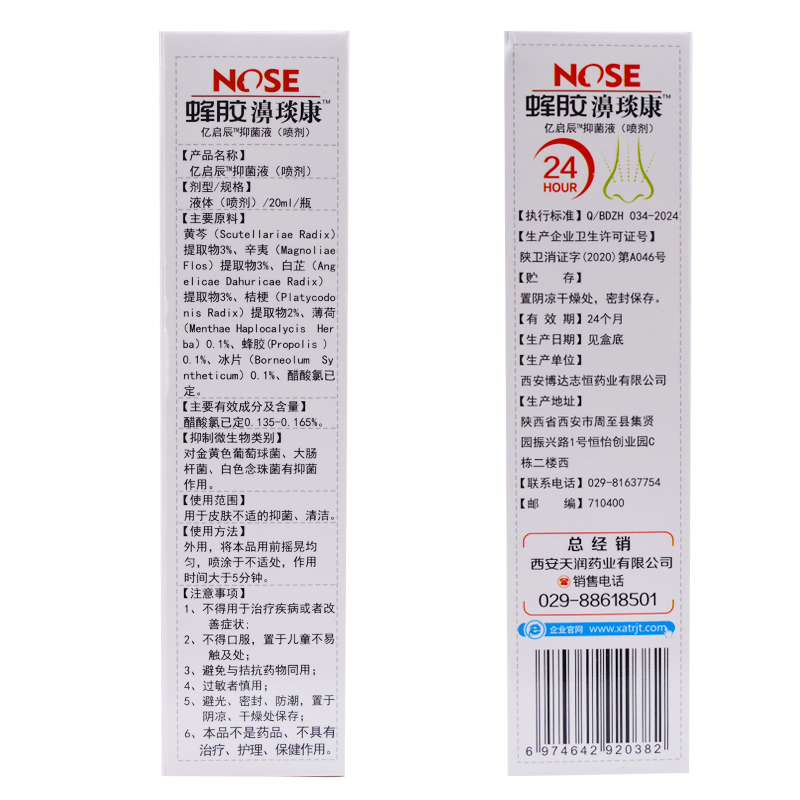 NOSE
蜂胶濞琰康™
亿启辰™抑菌液（喷剂）
【产品名称】
亿启辰™抑菌液（喷剂）
【剂型/规格】
液体（喷剂）/20ml/瓶
【主要原料】
黄芩（Scutellariae Radix）
提取物3%、辛夷（Magnoliae
Flos）提取物3%、白芷（Ang
elicae Dahuricae Radix）
提取物3%、桔梗（Platycodo
nis Radix）提取物2%、薄荷
（Menthae Haplocalycis Her
ba）0.1%、蜂胶(Propolis )
0.1%、冰片（Borneolum Sy
ntheticum）0.1%、醋酸氯已
定。
【主要有效成分及含量】
醋酸氯已定0.135-0.165%。
【抑制微生物类别】
对金黄色葡萄球菌、大肠
杆菌、白色念珠菌有抑菌
作用。
【使用范围】
用于皮肤不适的抑菌、清洁。
【使用方法】
外用，将本品用前摇晃均
匀，喷涂于不适处，作用
时间大于5分钟。
【注意事项】
1、不得用于治疗疾病或者改
善症状；
2、不得口服，置于儿童不易
触及处；
3、避免与拮抗药物同用；
4、过敏者慎用；
5、避光、密封、防潮，置于
阴凉、干燥处保存；
6、本品不是药品、不具有
治疗、护理、保健作用。
NOSE
蜂胶濞琰康™
亿启辰™抑菌液（喷剂）
24
HOUR
【执行标准】Q/BDZH 034-2024
【生产企业卫生许可证号】
陕卫消证字(2020)第A046号
【贮 存】
置阴凉干燥处，密封保存。
【有 效 期】24个月
【生产日期】见盒底
【生产单位】
西安博达志恒药业有限公司
【生产地址】
陕西省西安市周至县集贤
园振兴路1号恒怡创业园C
栋二楼西
【联系电话】029-81637754
【邮 编】710400
总 经 销
西安天润药业有限公司
销售电话
029-88618501
企业官网 www.xatrjt.com
6 974642 920382